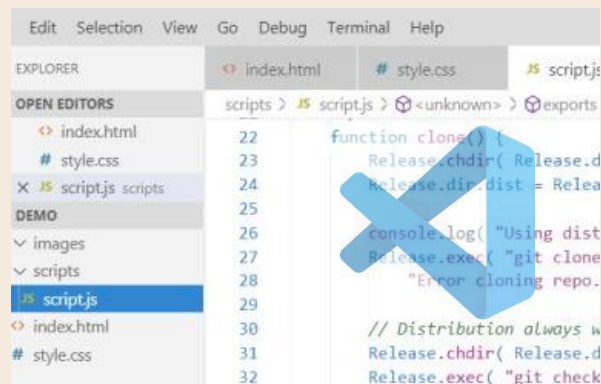 Edit Selection View Go Debug Terminal Help
EXPLORER
<> index.html # style.css JS script.js
OPEN EDITORS
<> index.html
# style.css
× JS script.js scripts
DEMO
images
scripts
JS script.js
<> index.html
# style.css
scripts > JS script.js > <unknown> > exports
22 function clone() {
23 Release.chdir( Release.d
24 Release.dir.dist = Relea
25
26 console.log( "Using dist
27 Release.exec( "git clone
28 "Error cloning repo.
29
30 // Distribution always w
31 Release.chdir( Release.d
32 Release.exec( "git check